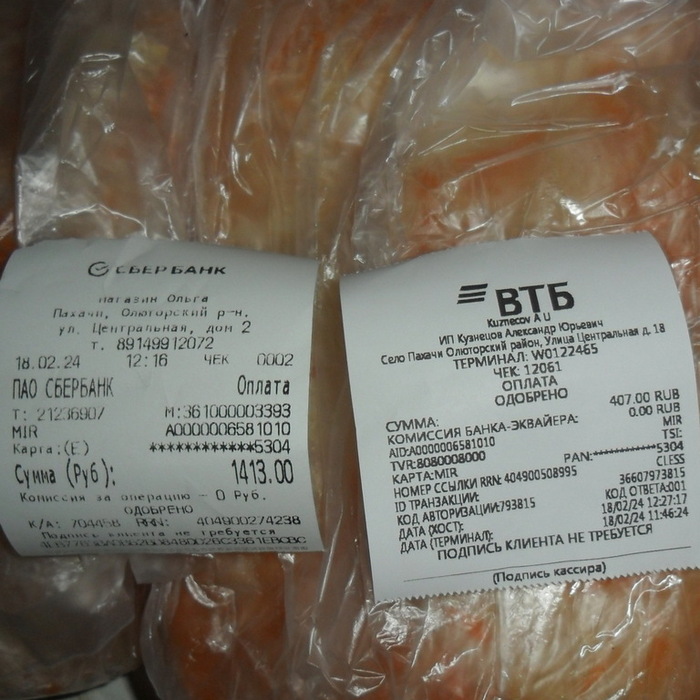 СБЕРБАНК
магазин Ольга
Пахачи, Олюторский р-н.
ул. Центральная, дом 2
т. 89149912072
18.02.24 12:16 ЧЕК 0002
ПАО СБЕРБАНК Оплата
Т: 21236907 М:361000003393
MIR A0000006581010
Карта:(E) ************5304
Сумма (Руб): 1413.00
Комиссия за операцию – 0 Руб.
ОДОБРЕНО
К/А: 704458 RRN: 404900274238
Подпись клиента не требуется
ВТБ
Kuznecov A U
ИП Кузнецов Александр Юрьевич
Село Пахачи Олюторский район, Улица Центральная д. 18
ТЕРМИНАЛ: W0122465
ЧЕК: 12061
ОПЛАТА
ОДОБРЕНО
СУММА: 407.00 RUB
КОМИССИЯ БАНКА-ЭКВАЙЕРА: 0.00 RUB
AID:A0000006581010 MIR
TVR:8080008000 TSI:
КАРТА:MIR PAN:************5304
НОМЕР ССЫЛКИ RRN: 404900508995 CLESS
ID ТРАНЗАКЦИИ: 36607973815
КОД АВТОРИЗАЦИИ:793815 КОД ОТВЕТА:001
ДАТА (ХОСТ): 18/02/24 12:27:17
ДАТА (ТЕРМИНАЛ): 18/02/24 11:46:24
ПОДПИСЬ КЛИЕНТА НЕ ТРЕБУЕТСЯ
(Подпись кассира)